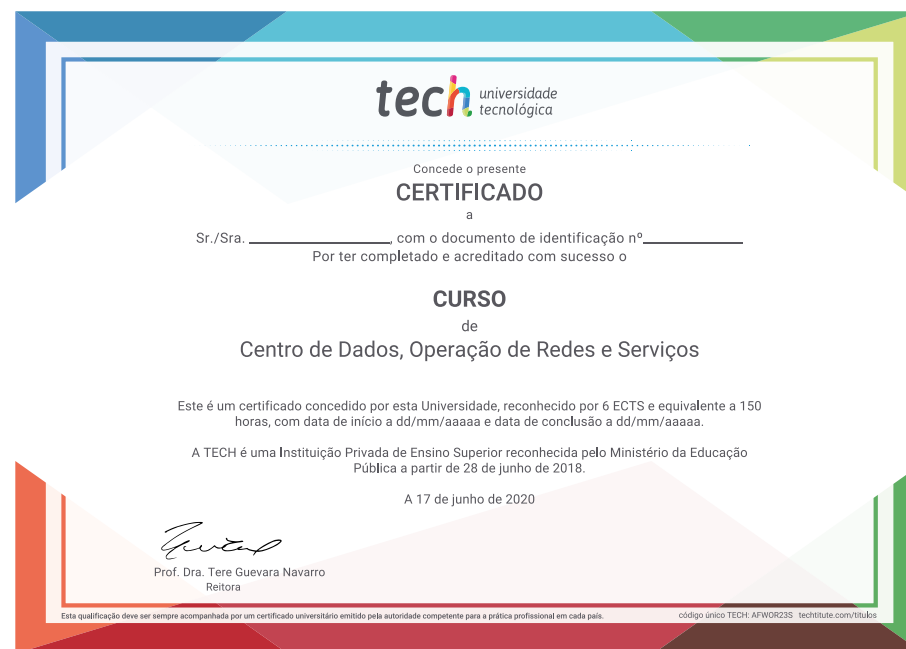 tech universidade
tecnológica
Concede o presente
CERTIFICADO
a
Sr./Sra. ________________, com o documento de identificação nº____________
Por ter completado e acreditado com sucesso o
CURSO
de
Centro de Dados, Operação de Redes e Serviços
Este é um certificado concedido por esta Universidade, reconhecido por 6 ECTS e equivalente a 150
horas, com data de início a dd/mm/aaaaa e data de conclusão a dd/mm/aaaaa.
A TECH é uma Instituição Privada de Ensino Superior reconhecida pelo Ministério da Educação
Pública a partir de 28 de junho de 2018.
A 17 de junho de 2020
Prof. Dra. Tere Guevara Navarro
Reitora
Esta qualificação deve ser sempre acompanhada por um certificado universitário emitido pela autoridade competente para a prática profissional em cada país. código único TECH: AFWOR23S techtitute.com/titulos